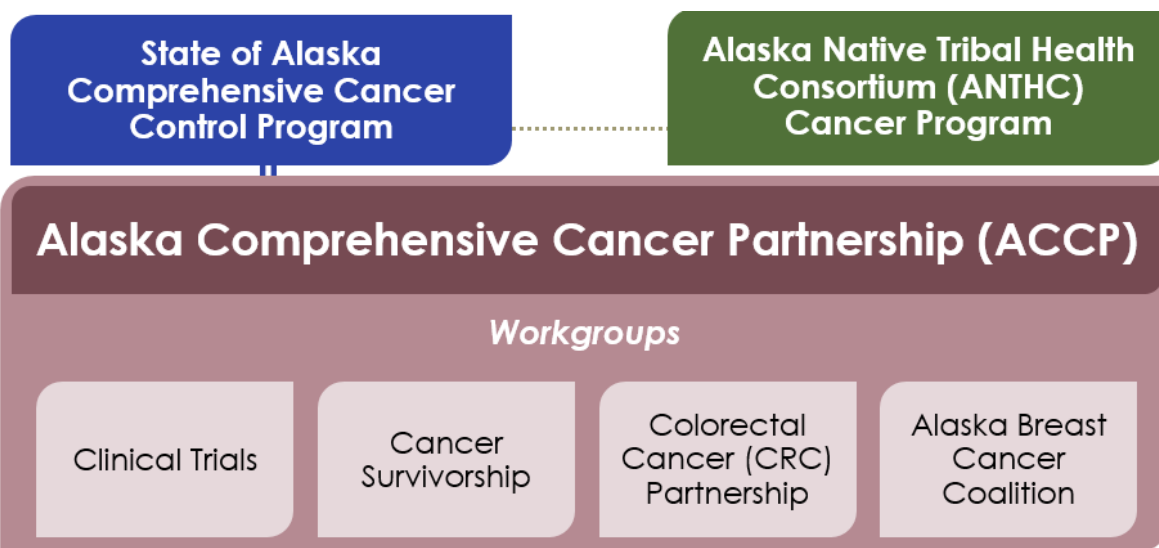 State of Alaska
Comprehensive Cancer
Control Program
Alaska Native Tribal Health
Consortium (ANTHC)
Cancer Program
Alaska Comprehensive Cancer Partnership (ACCP)
Workgroups
Clinical Trials
Cancer
Survivorship
Colorectal
Cancer (CRC)
Partnership
Alaska Breast
Cancer
Coalition